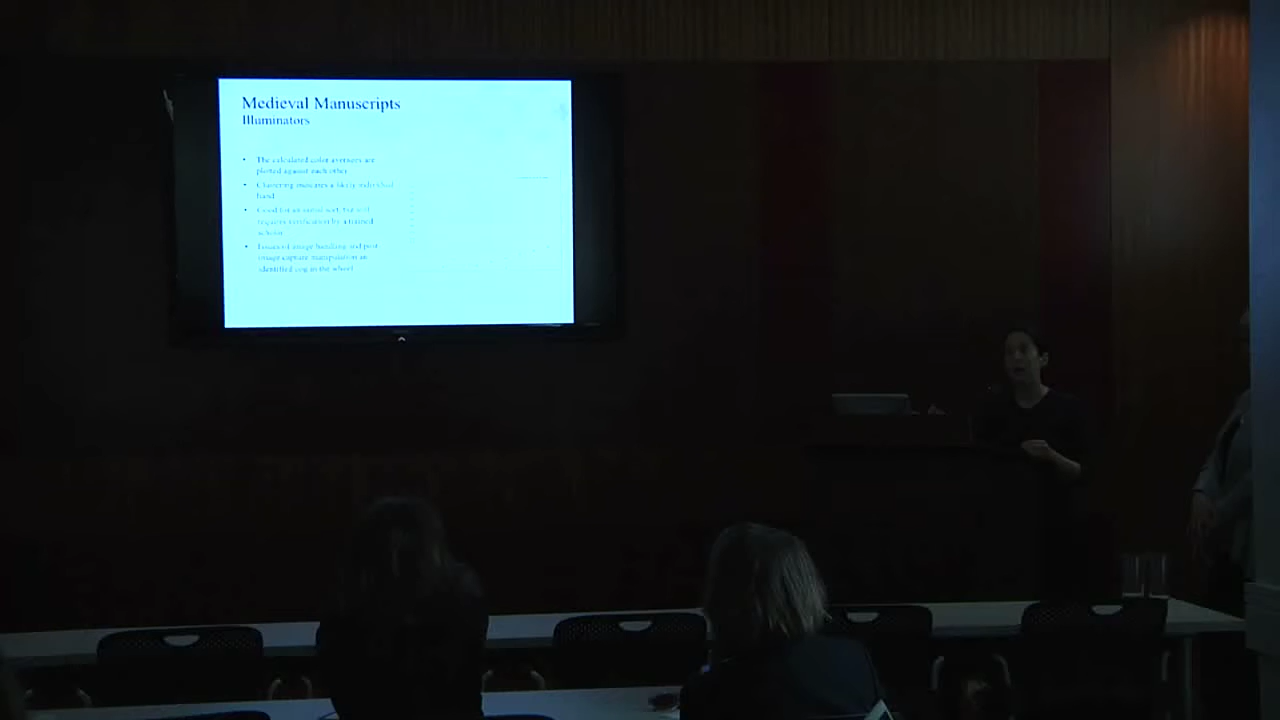 Medieval Manuscripts
Illuminators
• The calculated color averages are
plotted against each other
• Clustering indicates a likely individual
hand
• Good for an initial sort, but still
requires verification by a trained
scholar
• Issues of image handling and post
image capture manipulation an
identified cog in the wheel